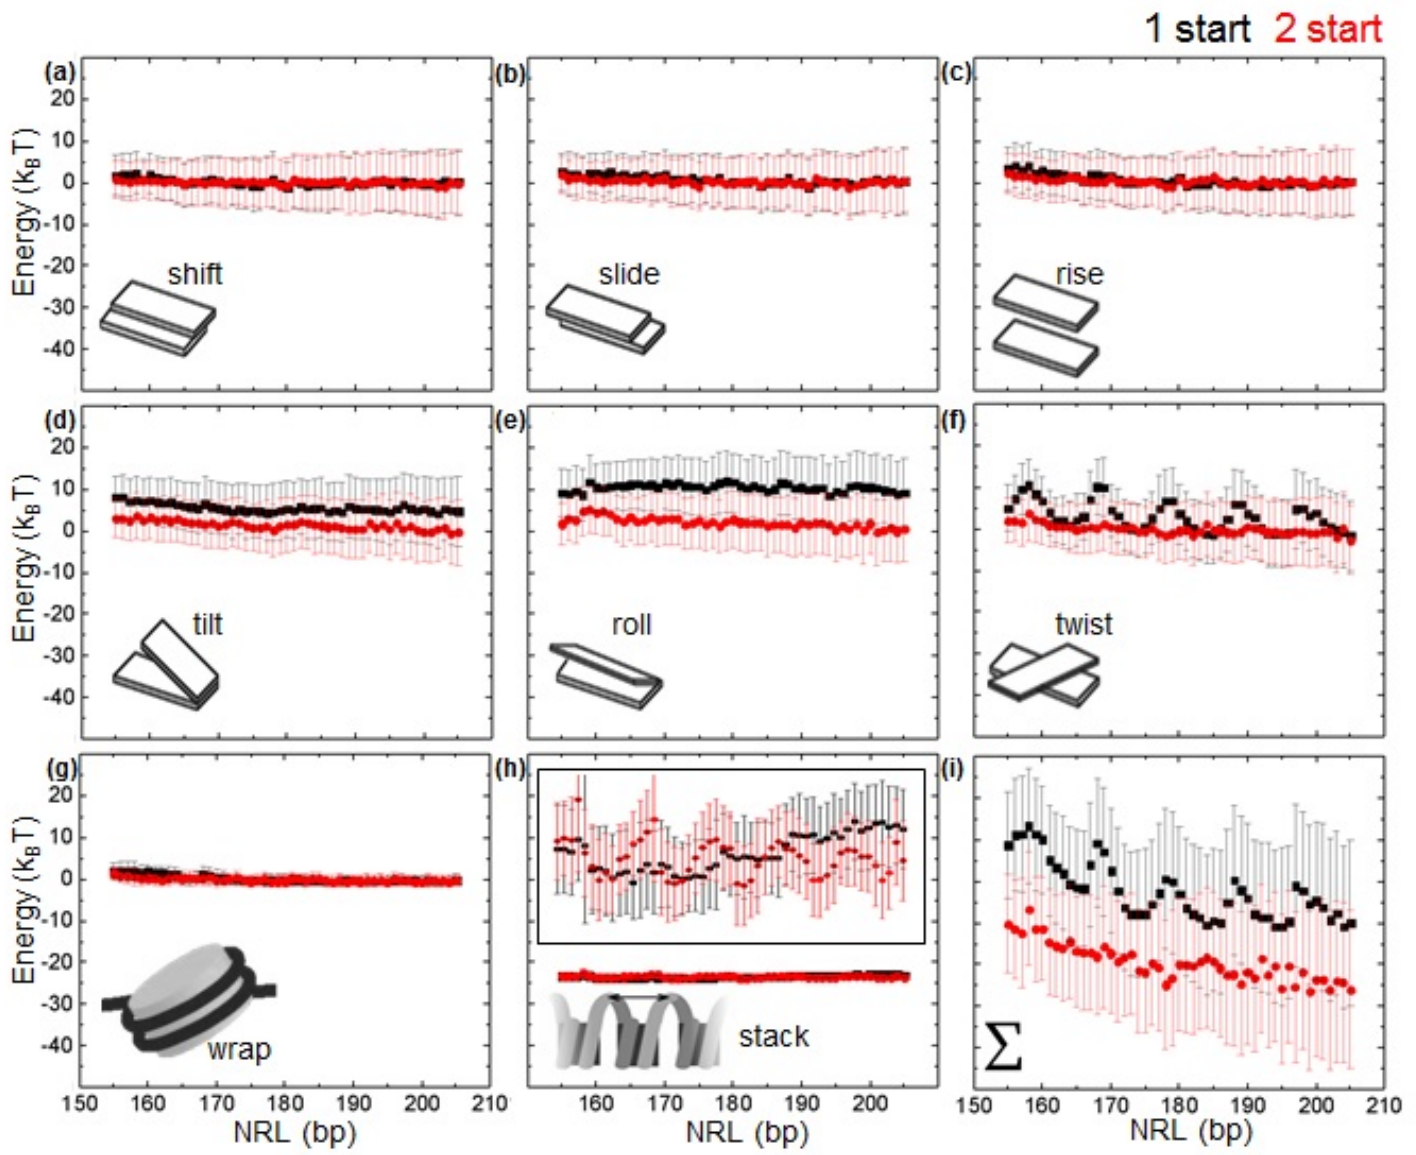 1 start 2 start
(a) (b) (c)
Energy (kBT)
20
10
0
-10
-20
-30
-40
shift slide rise
(d) (e) (f)
Energy (kBT)
20
10
0
-10
-20
-30
-40
tilt roll twist
(g) (h) (i)
Energy (kBT)
20
10
0
-10
-20
-30
-40
wrap stack Σ
150 160 170 180 190 200 210 160 170 180 190 200 150 160 170 180 190 200 210
NRL (bp) NRL (bp) NRL (bp)